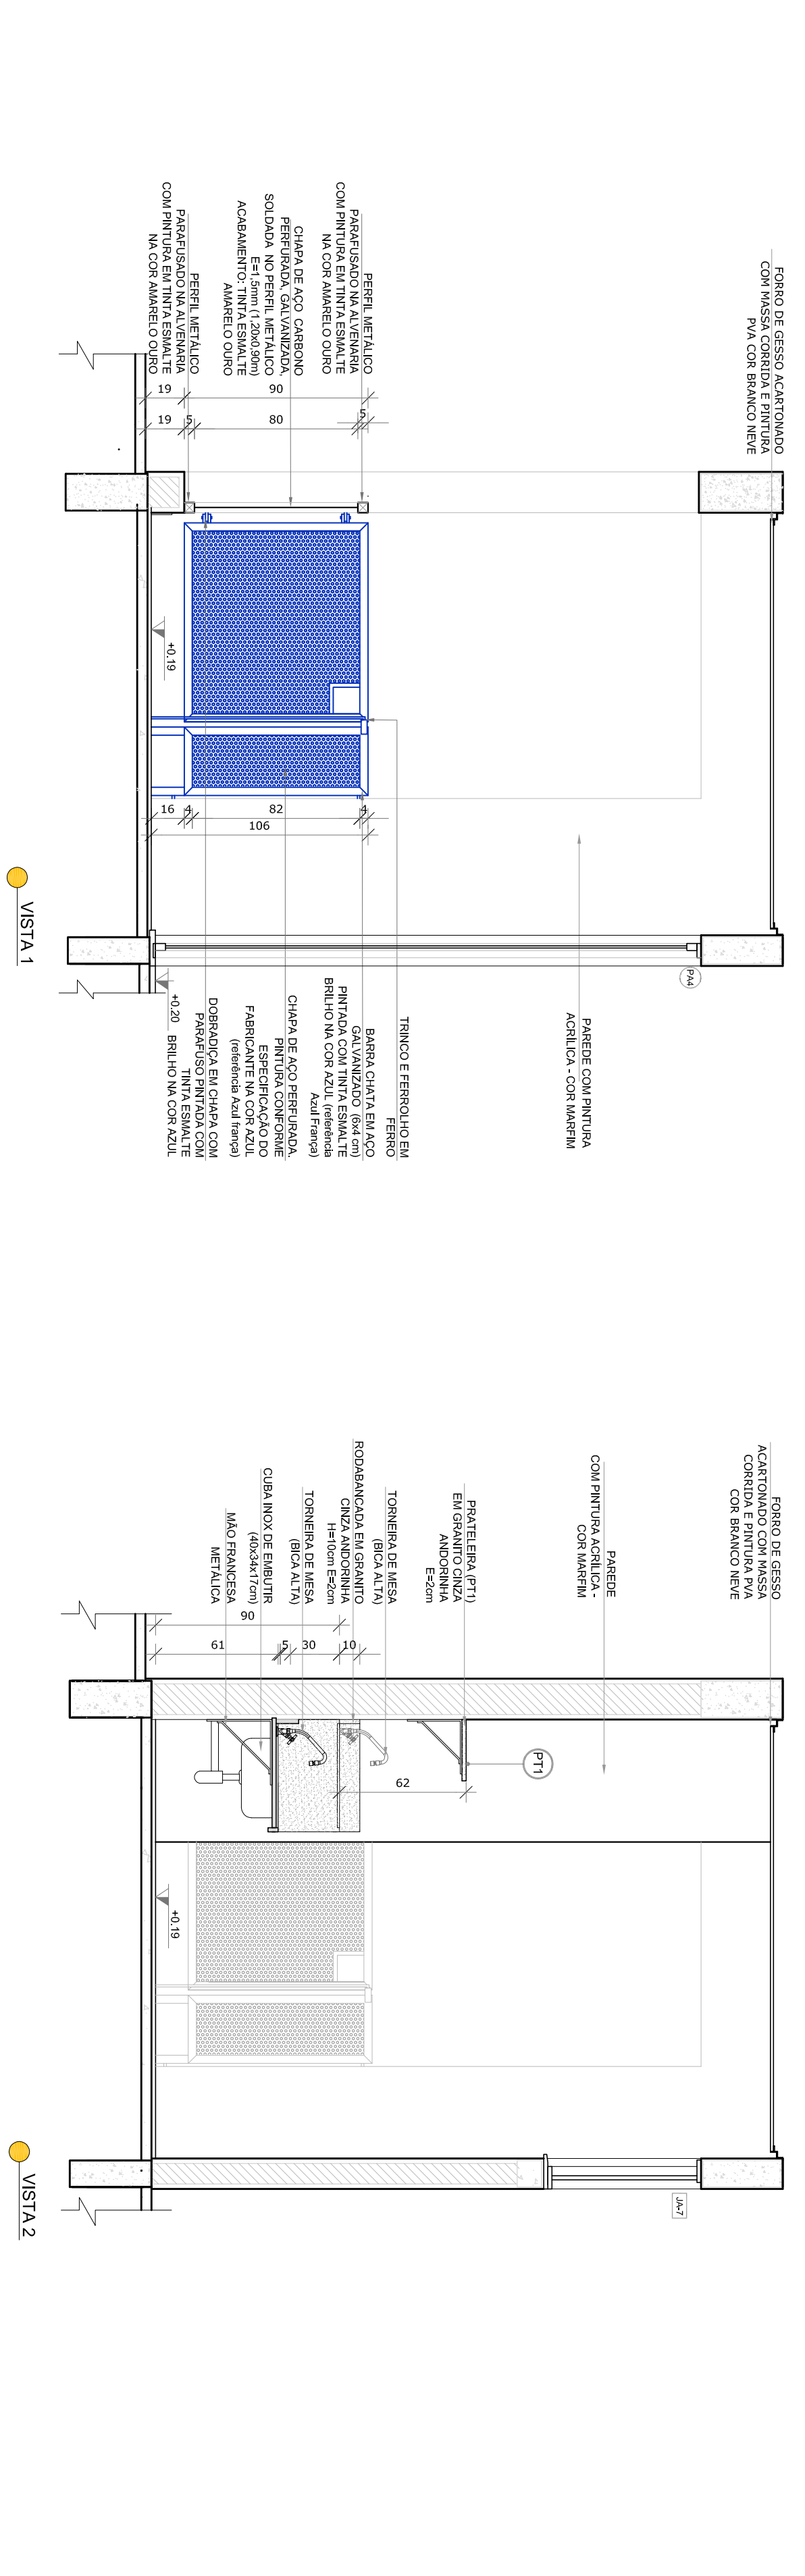 FORRO DE GESSO ACARTONADO
COM MASSA CORRIDA E PINTURA
PVA COR BRANCO NEVE
PERFIL METÁLICO
PARAFUSADO NA ALVENARIA
COM PINTURA EM TINTA ESMALTE
NA COR AMARELO OURO
CHAPA DE AÇO CARBONO
PERFURADA, GALVANIZADA,
SOLDADA NO PERFIL METÁLICO
E=1,5mm (1,20x0,90m)
ACABAMENTO: TINTA ESMALTE
AMARELO OURO
PERFIL METÁLICO
PARAFUSADO NA ALVENARIA
COM PINTURA EM TINTA ESMALTE
NA COR AMARELO OURO
5
90
80
5
19
19
+0.19
4
82
4
16
106
PA4
+0.20
PAREDE COM PINTURA
ACRÍLICA - COR MARFIM
TRINCO E FERROLHO EM
FERRO
BARRA CHATA EM AÇO
GALVANIZADO (6x4 cm)
PINTADA COM TINTA ESMALTE
BRILHO NA COR AZUL (referência
Azul França)
CHAPA DE AÇO PERFURADA.
PINTURA CONFORME
ESPECIFICAÇÃO DO
FABRICANTE NA COR AZUL
(referência Azul frança)
DOBRADIÇA EM CHAPA COM
PARAFUSO PINTADA COM
TINTA ESMALTE
BRILHO NA COR AZUL
VISTA 1
FORRO DE GESSO
ACARTONADO COM MASSA
CORRIDA E PINTURA PVA
COR BRANCO NEVE
PAREDE
COM PINTURA ACRÍLICA -
COR MARFIM
PRATELEIRA (PT1)
EM GRANITO CINZA
ANDORINHA
E=2cm
TORNEIRA DE MESA
(BICA ALTA)
RODABANCADA EM GRANITO
CINZA ANDORINHA
H=10cm E=2cm
TORNEIRA DE MESA
(BICA ALTA)
CUBA INOX DE EMBUTIR
(40x34x17cm)
MÃO FRANCESA
METÁLICA
90
10
30
5
61
PT1
62
+0.19
JA-7
VISTA 2